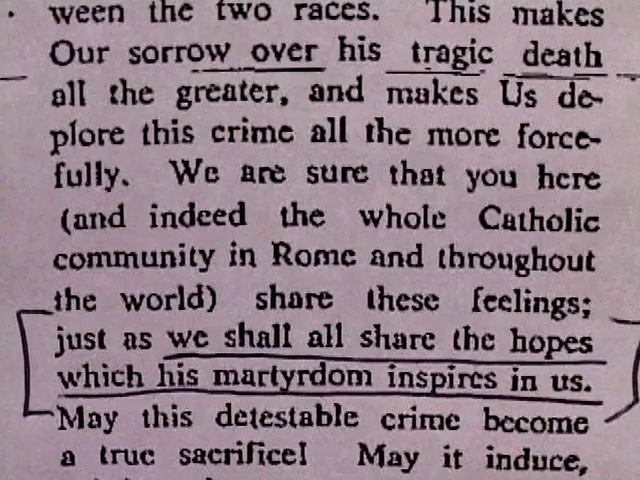 ween the two races. This makes
Our sorrow over his tragic death
all the greater, and makes Us de-
plore this crime all the more force-
fully. We are sure that you here
(and indeed the whole Catholic
community in Rome and throughout
the world) share these feelings;
just as we shall all share the hopes
which his martyrdom inspires in us.
May this detestable crime become
a true sacrifice! May it induce,